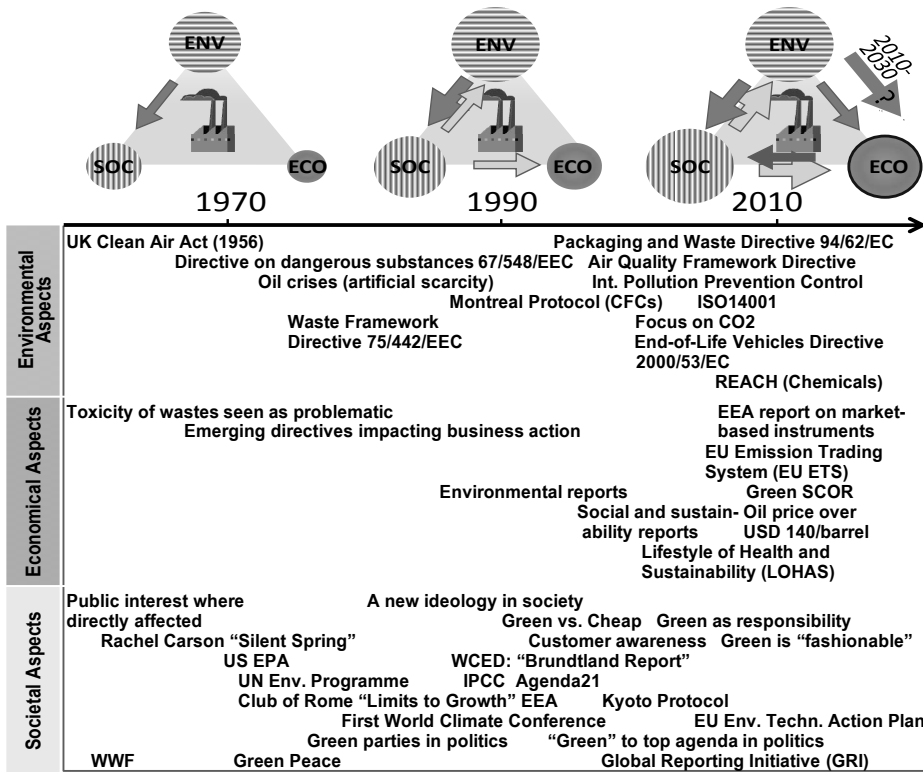 ENV
SOC
ECO
ENV
SOC
ECO
ENV
SOC
ECO
2010-
2030
?
1970
1990
2010
Environmental
Aspects
UK Clean Air Act (1956)
Packaging and Waste Directive 94/62/EC
Directive on dangerous substances 67/548/EEC
Air Quality Framework Directive
Oil crises (artificial scarcity)
Int. Pollution Prevention Control
Montreal Protocol (CFCs)
ISO14001
Waste Framework
Directive 75/442/EEC
Focus on CO2
End-of-Life Vehicles Directive
2000/53/EC
REACH (Chemicals)
Economical Aspects
Toxicity of wastes seen as problematic
EEA report on market-
based instruments
Emerging directives impacting business action
EU Emission Trading
System (EU ETS)
Environmental reports
Green SCOR
Social and sustain-
ability reports
Oil price over
USD 140/barrel
Lifestyle of Health and
Sustainability (LOHAS)
Societal Aspects
Public interest where
directly affected
A new ideology in society
Green vs. Cheap
Green as responsibility
Rachel Carson “Silent Spring”
Customer awareness
Green is “fashionable”
US EPA
WCED: “Brundtland Report”
UN Env. Programme
IPCC
Agenda21
Club of Rome “Limits to Growth”
EEA
Kyoto Protocol
First World Climate Conference
EU Env. Techn. Action Plan
Green parties in politics
“Green” to top agenda in politics
WWF
Green Peace
Global Reporting Initiative (GRI)